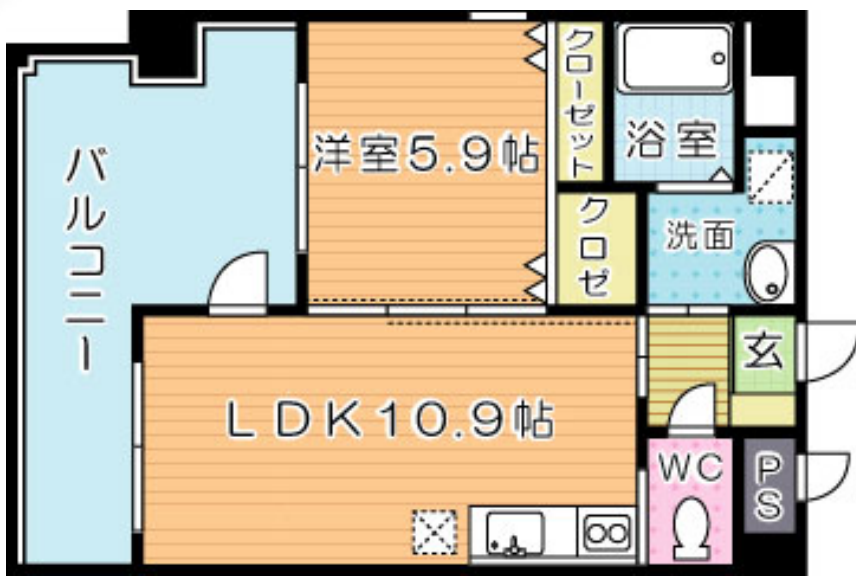 クローゼット
浴室
洋室5.9帖
バルコニー
クロゼ
洗面
玄
LDK10.9帖
WC
PS